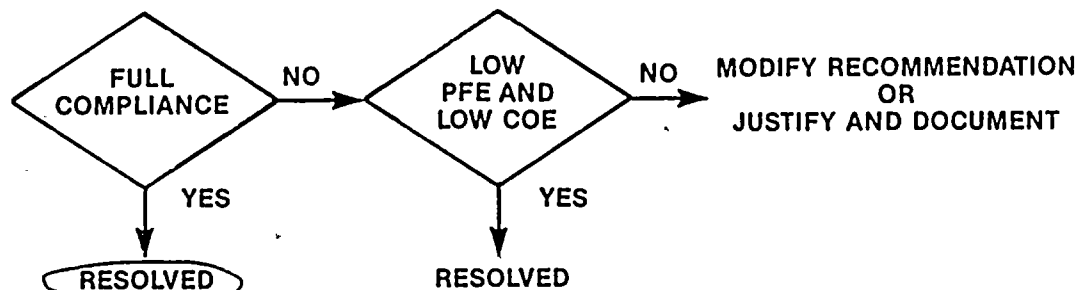 FULL
COMPLIANCE
NO
LOW
PFE AND
LOW COE
NO
MODIFY RECOMMENDATION
OR
JUSTIFY AND DOCUMENT
YES
YES
RESOLVED
RESOLVED